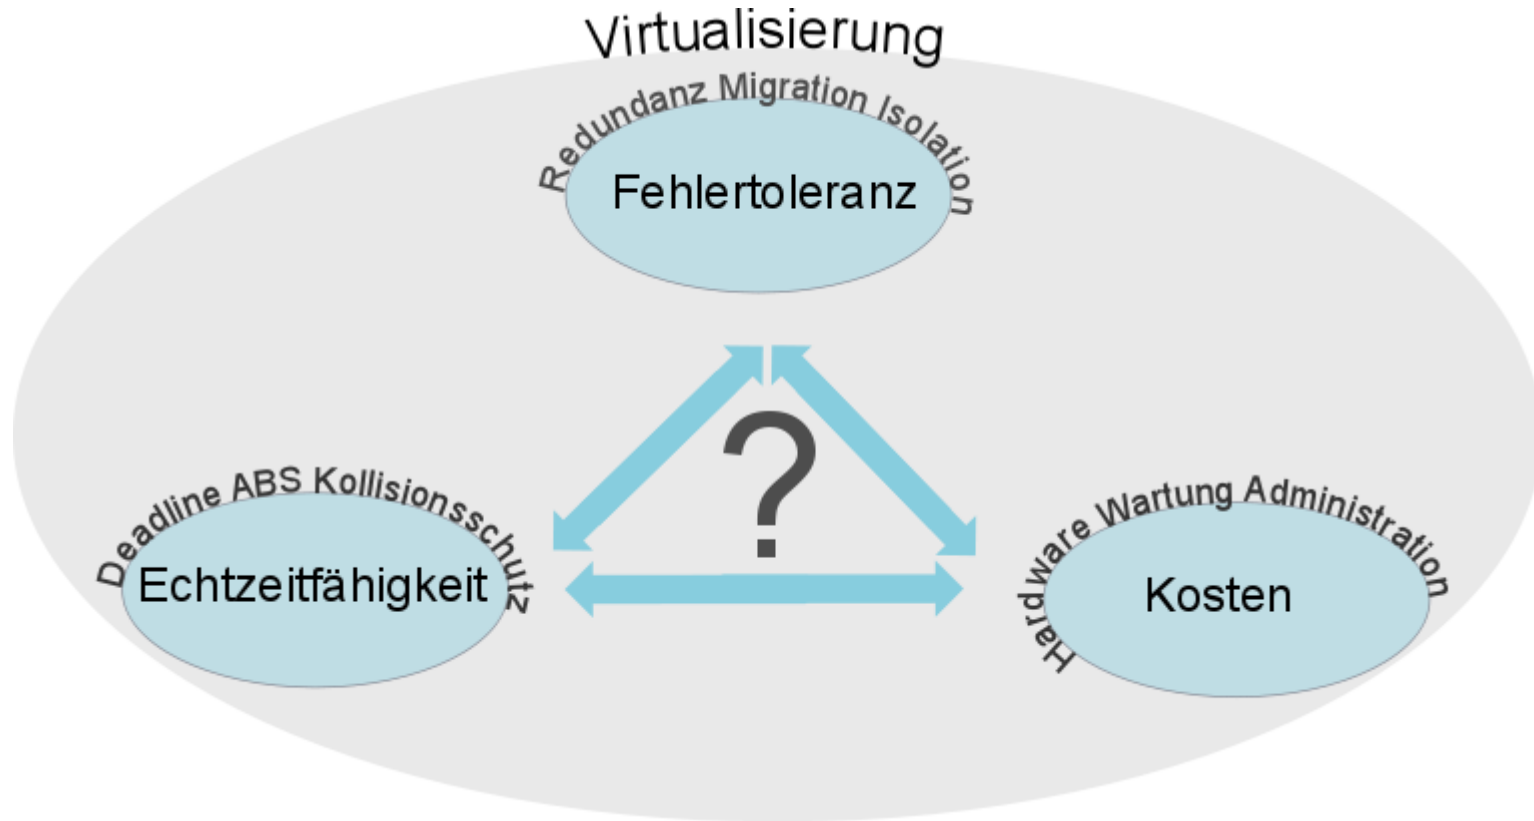 Virtualisierung
Redundanz Migration Isolation
Fehlertoleranz
?
Deadline ABS Kollisionsschutz
Echtzeitfähigkeit
Hardware Wartung Administration
Kosten